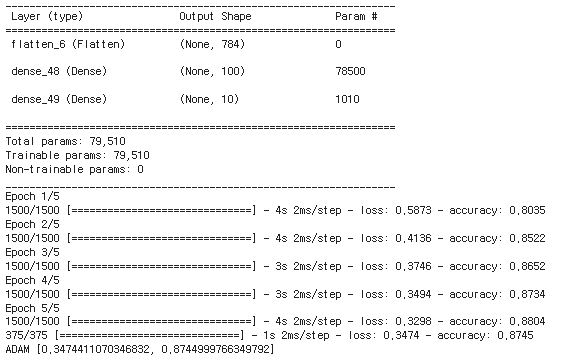 _________________________________________________________________
Layer (type) Output Shape Param #
=================================================================
flatten_6 (Flatten) (None, 784) 0
dense_48 (Dense) (None, 100) 78500
dense_49 (Dense) (None, 10) 1010
=================================================================
Total params: 79,510
Trainable params: 79,510
Non-trainable params: 0
_________________________________________________________________
Epoch 1/5
1500/1500 [==============================] - 4s 2ms/step - loss: 0.5873 - accuracy: 0.8035
Epoch 2/5
1500/1500 [==============================] - 4s 2ms/step - loss: 0.4136 - accuracy: 0.8522
Epoch 3/5
1500/1500 [==============================] - 3s 2ms/step - loss: 0.3746 - accuracy: 0.8652
Epoch 4/5
1500/1500 [==============================] - 3s 2ms/step - loss: 0.3494 - accuracy: 0.8734
Epoch 5/5
1500/1500 [==============================] - 4s 2ms/step - loss: 0.3298 - accuracy: 0.8804
375/375 [==============================] - 1s 2ms/step - loss: 0.3474 - accuracy: 0.8745
ADAM [0.3474411070346832, 0.8744999766349792]